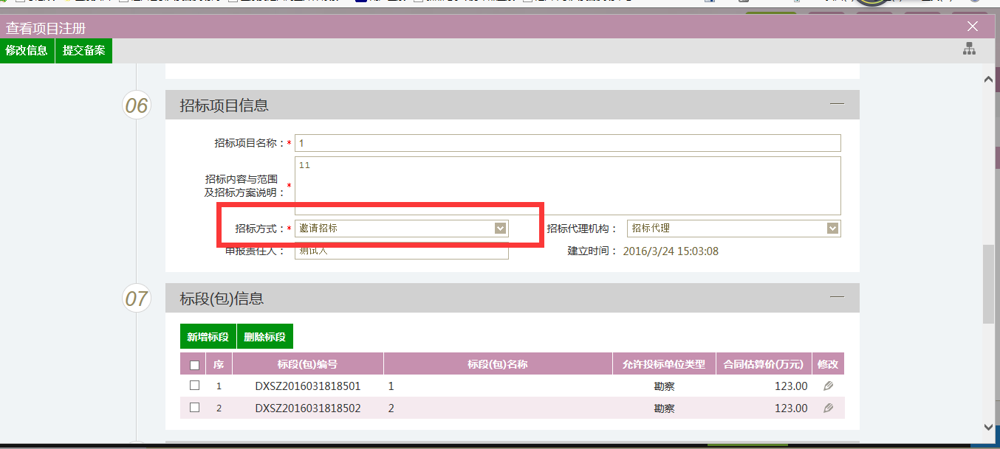 查看项目注册
修改信息 提交备案
06 招标项目信息
招标项目名称：* 1
招标内容与范围
及招标方案说明：* 11
招标方式：* 邀请招标 招标代理机构： 招标代理
申报责任人： 测试人 建立时间： 2016/3/24 15:03:08
07 标段(包)信息
新增标段 删除标段
序 标段(包)编号 标段(包)名称 允许投标单位类型 合同估算价(万元) 修改
1 DXSZ2016031818501 1 勘察 123.00
2 DXSZ2016031818502 2 勘察 123.00